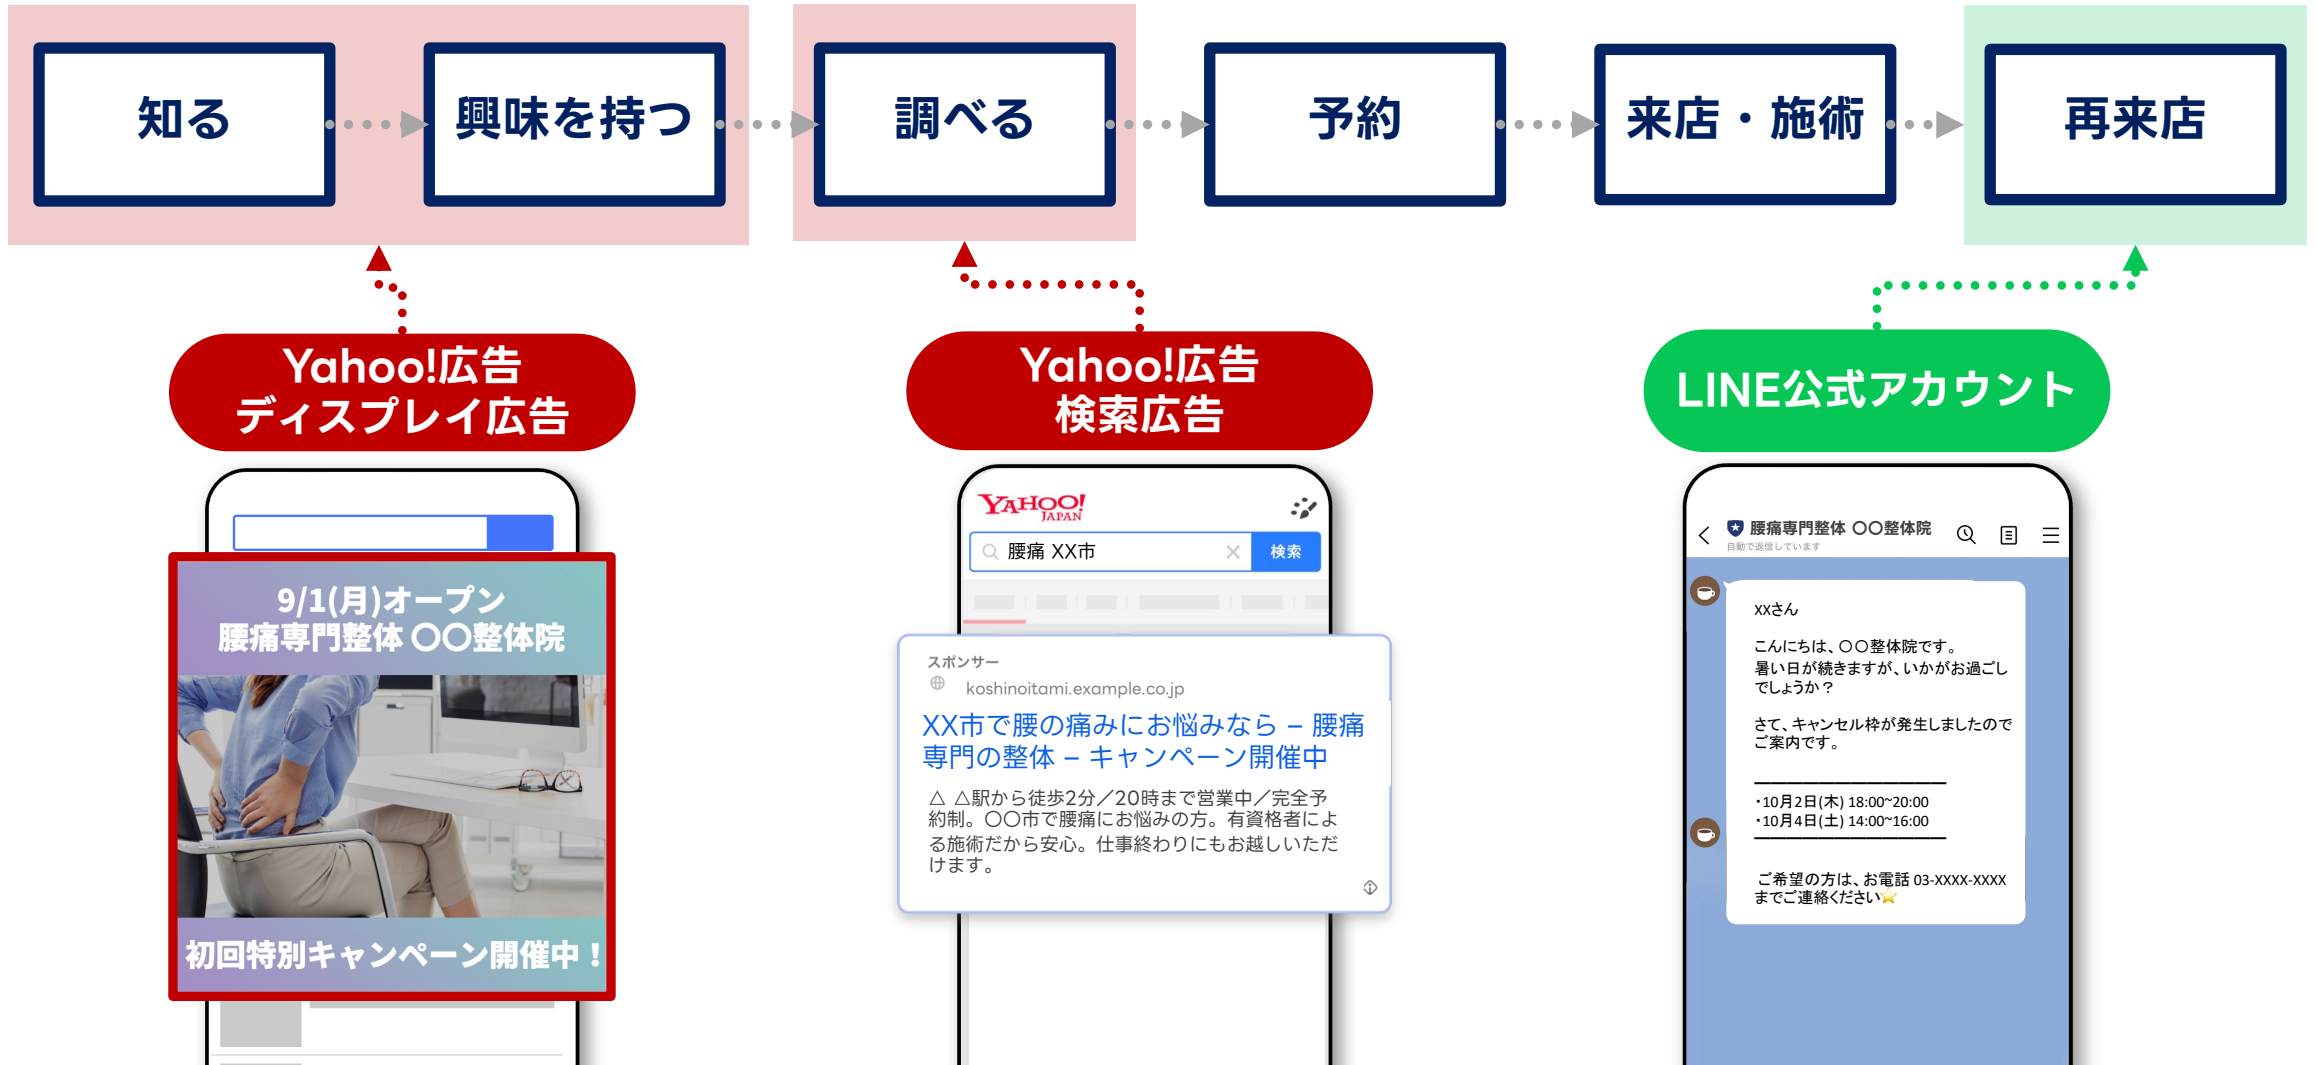 知る
興味を持つ
調べる
予約
来店・施術
再来店
Yahoo!広告
ディスプレイ広告
9/1(月)オープン
腰痛専門整体 〇〇整体院
初回特別キャンペーン開催中！
Yahoo!広告
検索広告
YAHOO!
JAPAN
腰痛 XX市
検索
スポンサー
koshinoitami.example.co.jp
XX市で腰の痛みにお悩みなら – 腰痛
専門の整体 – キャンペーン開催中
△ △駅から徒歩2分／20時まで営業中／完全予
約制。〇〇市で腰痛にお悩みの方。有資格者によ
る施術だから安心。仕事終わりにもお越しいただ
けます。
LINE公式アカウント
腰痛専門整体 〇〇整体院
自動で返信しています
XXさん
こんにちは、〇〇整体院です。
暑い日が続きますが、いかがお過ごし
でしょうか？
さて、キャンセル枠が発生しましたので
ご案内です。
・10月2日(木) 18:00~20:00
・10月4日(土) 14:00~16:00
ご希望の方は、お電話 03-XXXX-XXXX
までご連絡ください⭐